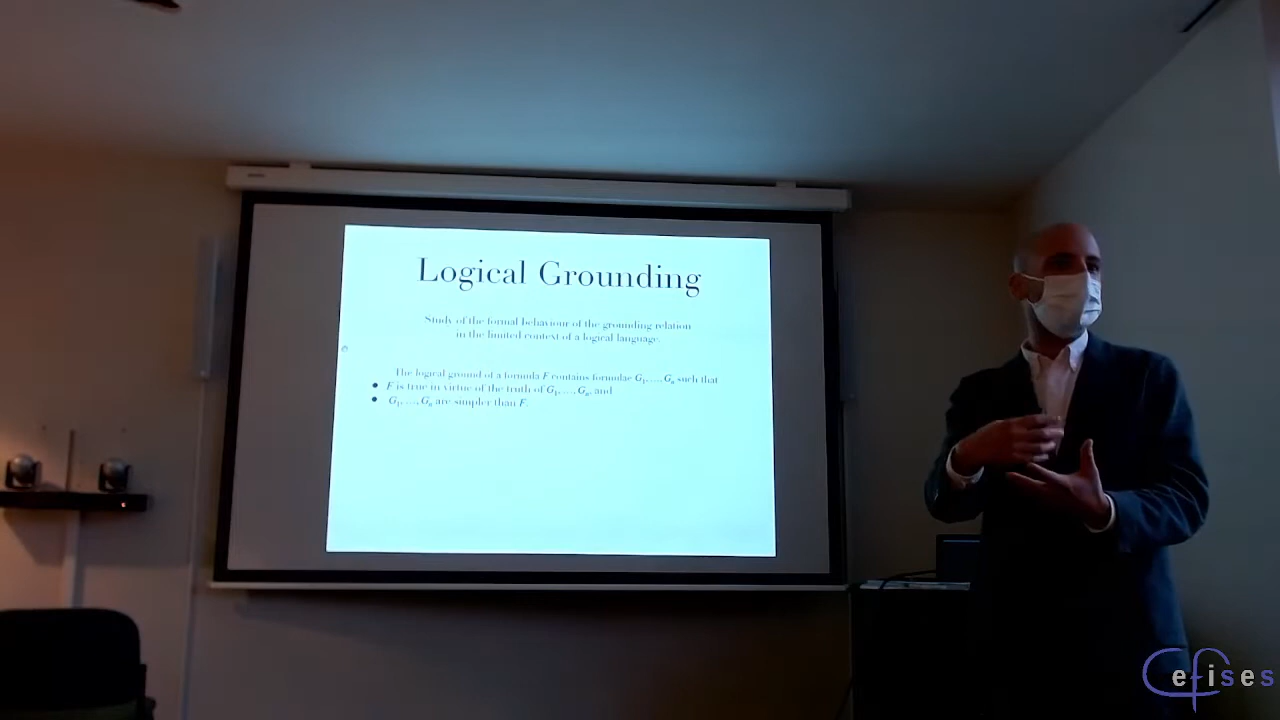 Logical Grounding
Study of the formal behaviour of the grounding relation
in the limited context of a logical language.
The logical ground of a formula F contains formulae G₁,…, Gₙ such that
• F is true in virtue of the truth of G₁, …, Gₙ, and
• G₁, …, Gₙ are simpler than F.
Cefises